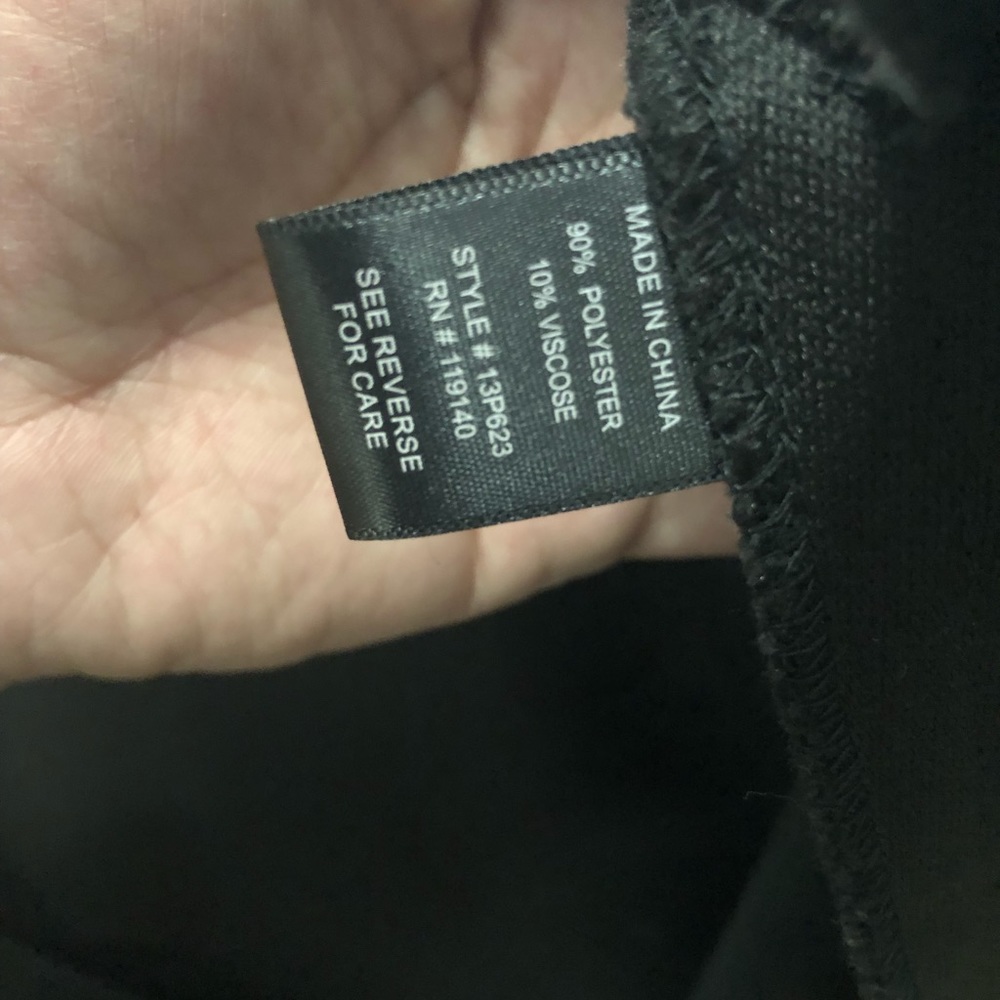 MADE IN CHINA
90% POLYESTER
10% VISCOSE
STYLE # 13P623
RN # 119140
SEE REVERSE
FOR CARE